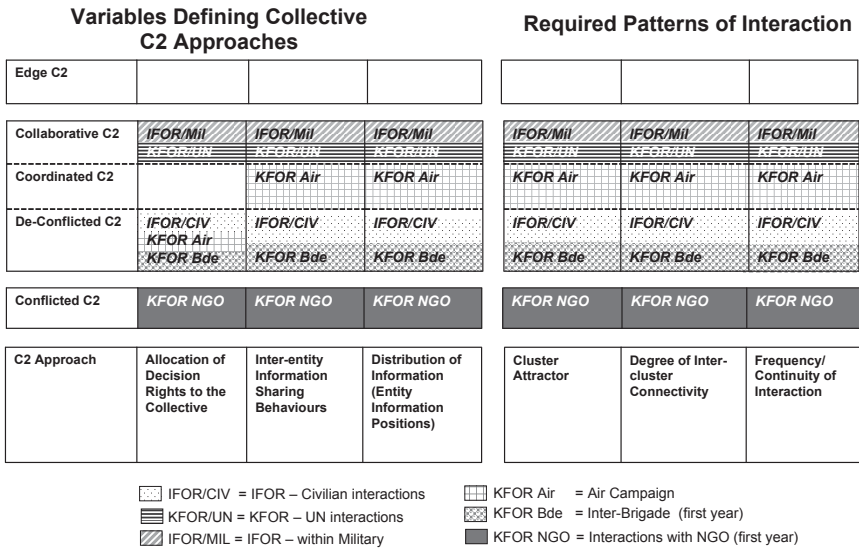 Variables Defining Collective
C2 Approaches
Required Patterns of Interaction
Edge C2
Collaborative C2
IFOR/Mil
IFOR/Mil
IFOR/Mil
IFOR/Mil
IFOR/Mil
IFOR/Mil
KFOR/UN
KFOR/UN
KFOR/UN
KFOR/UN
KFOR/UN
KFOR/UN
Coordinated C2
KFOR Air
KFOR Air
KFOR Air
KFOR Air
KFOR Air
De-Conflicted C2
IFOR/CIV
IFOR/CIV
IFOR/CIV
IFOR/CIV
IFOR/CIV
IFOR/CIV
KFOR Air
KFOR Bde
KFOR Bde
KFOR Bde
KFOR Bde
KFOR Bde
KFOR Bde
Conflicted C2
KFOR NGO
KFOR NGO
KFOR NGO
KFOR NGO
KFOR NGO
KFOR NGO
C2 Approach
Allocation of
Decision
Rights to the
Collective
Inter-entity
Information
Sharing
Behaviours
Distribution of
Information
(Entity
Information
Positions)
Cluster
Attractor
Degree of Inter-
cluster
Connectivity
Frequency/
Continuity of
Interaction
IFOR/CIV = IFOR – Civilian interactions
KFOR/UN = KFOR – UN interactions
IFOR/MIL = IFOR – within Military
KFOR Air = Air Campaign
KFOR Bde = Inter-Brigade (first year)
KFOR NGO = Interactions with NGO (first year)